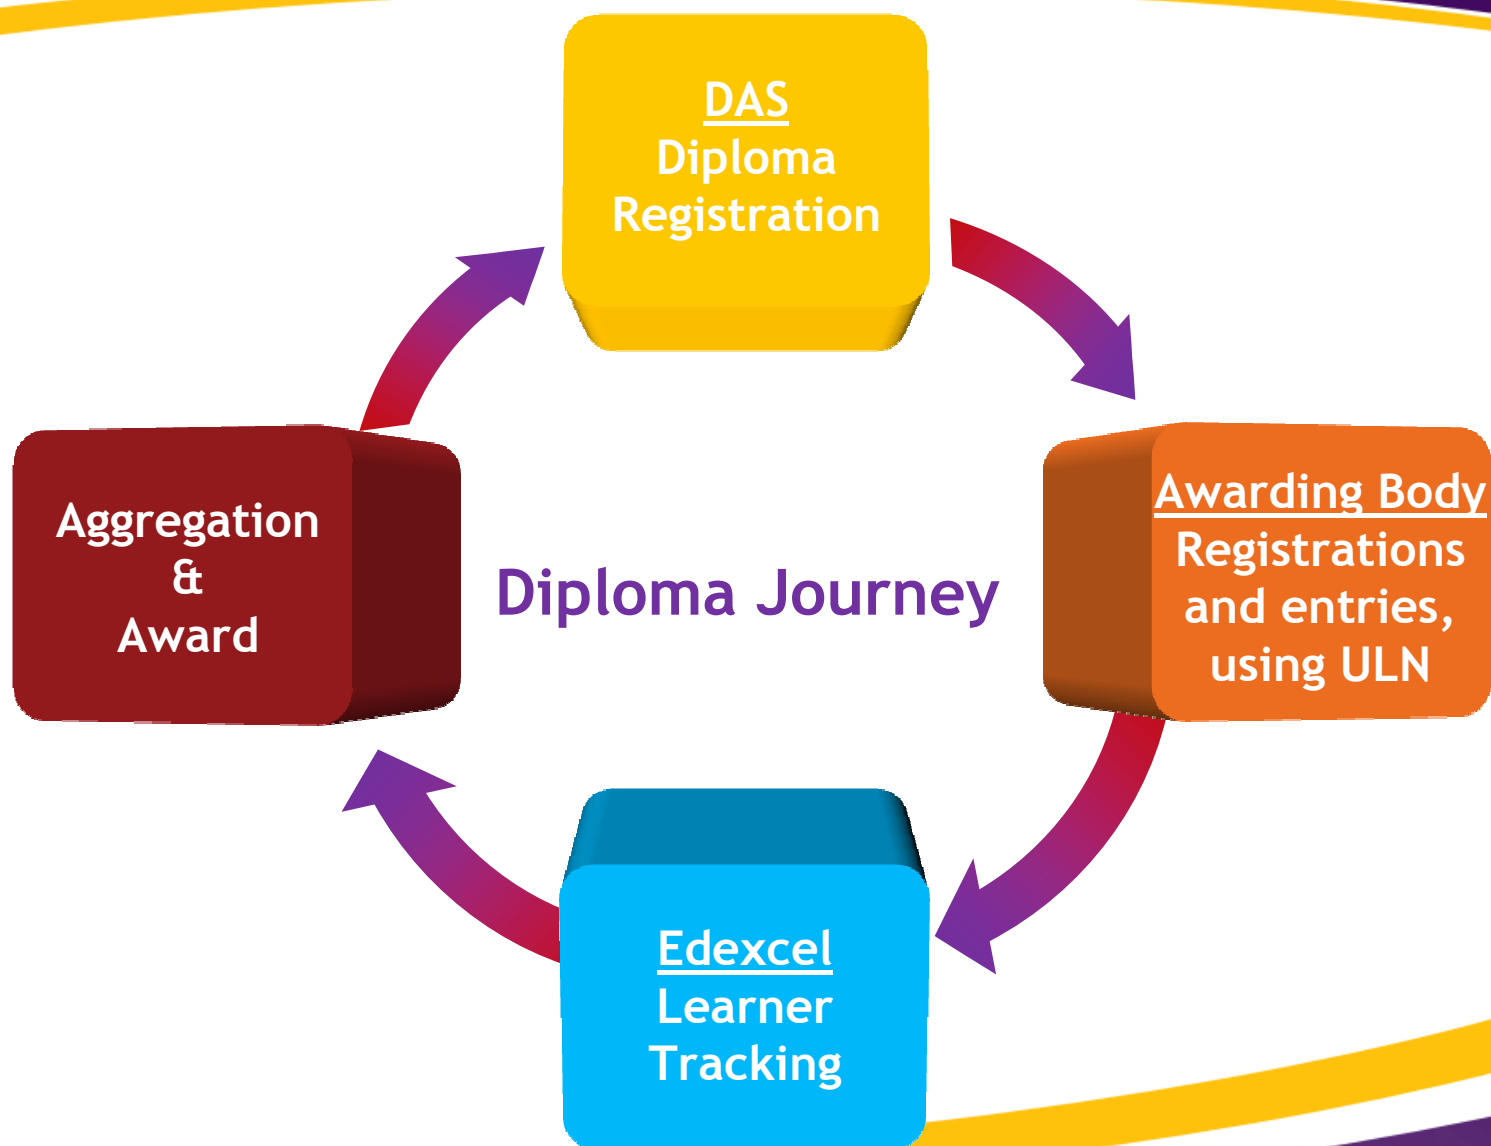 DAS
Diploma
Registration
Awarding Body
Registrations
and entries,
using ULN
Diploma Journey
Aggregation
&
Award
Edexcel
Learner
Tracking